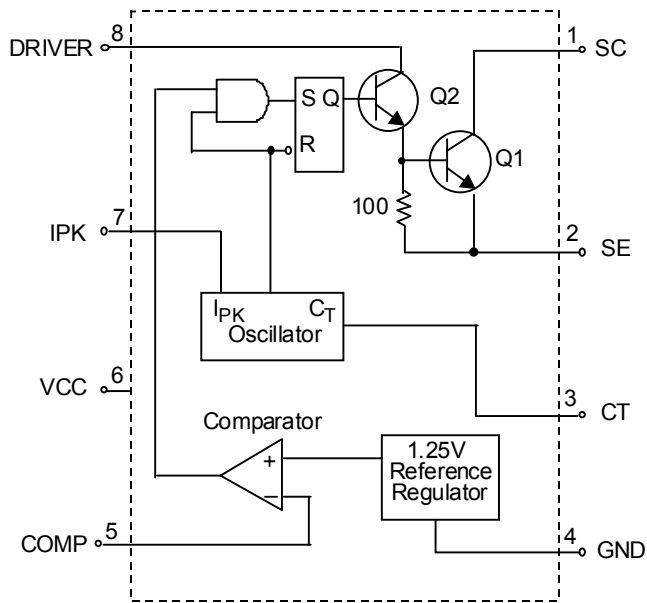 DRIVER 8
1 SC
S Q
Q2
R
Q1
100
7
IPK
2 SE
IPK CT
Oscillator
VCC 6
3 CT
Comparator
1.25V
Reference
Regulator
+
−
COMP 5
4 GND